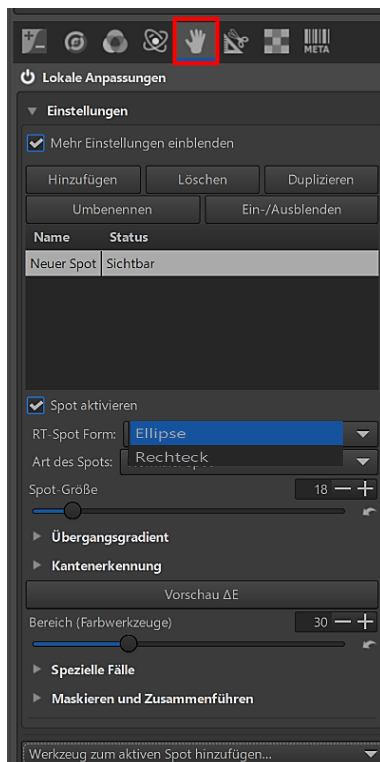 META
Lokale Anpassungen
Einstellungen
Mehr Einstellungen einblenden
Hinzufügen Löschen Duplizieren
Umbenennen Ein-/Ausblenden
Name Status
Neuer Spot Sichtbar
Spot aktivieren
RT-Spot Form: Ellipse
Art des Spots: Rechteck
Spot-Größe 18
Übergangsgradient
Kantenerkennung
Vorschau ΔE
Bereich (Farbwerkzeuge) 30
Spezielle Fälle
Maskieren und Zusammenführen
Werkzeug zum aktiven Spot hinzufügen...